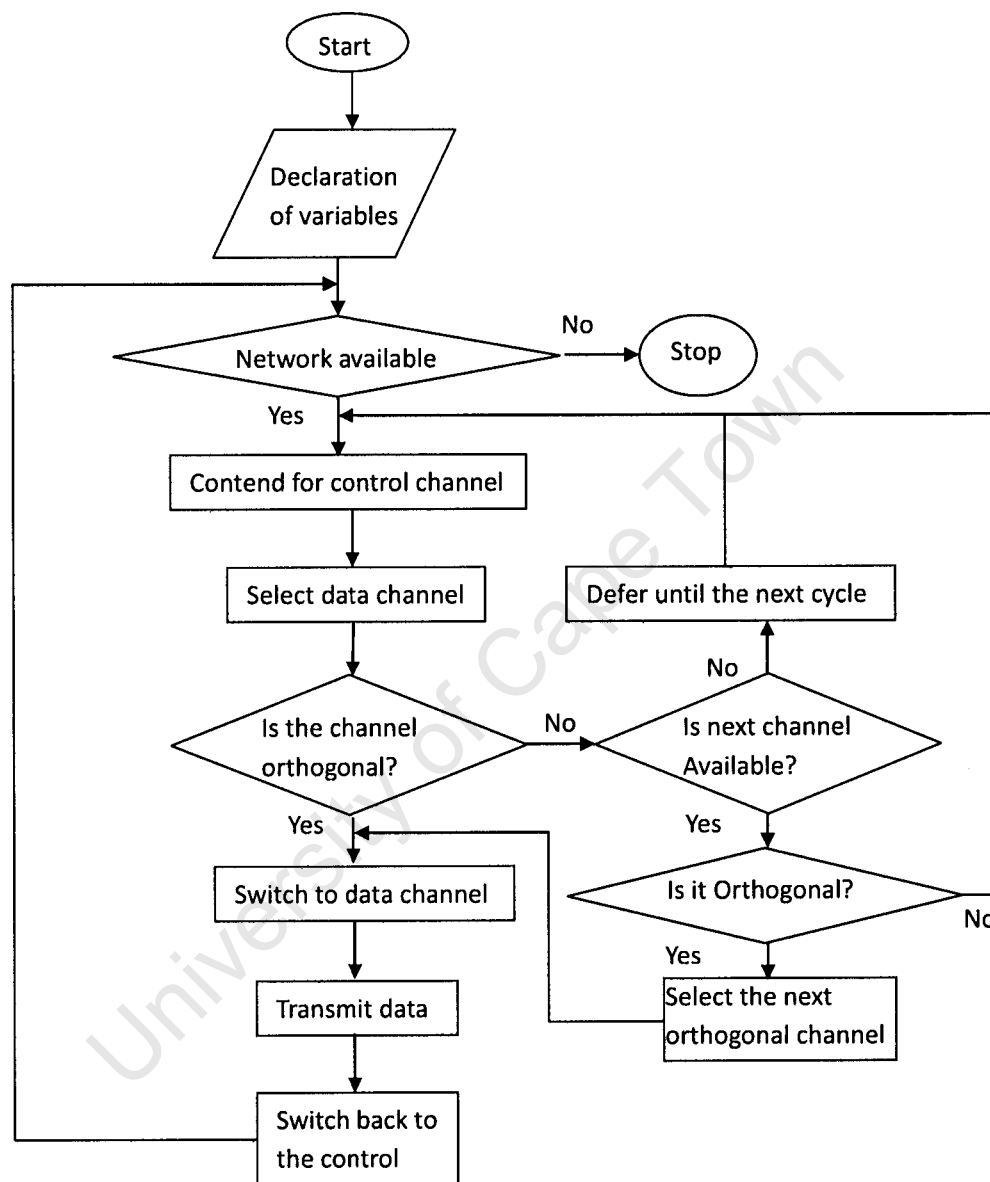 Start
Declaration
of variables
Network available
No
Stop
Yes
Contend for control channel
Select data channel
Defer until the next cycle
No
Is the channel
orthogonal?
No
Is next channel
Available?
Yes
Yes
Switch to data channel
Is it Orthogonal?
No
Yes
Transmit data
Select the next
orthogonal channel
Switch back to
the control
University of Cape Town